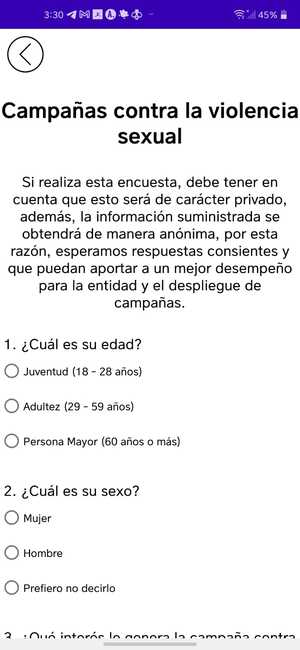 3:30
45%
Campañas contra la violencia
sexual
Si realiza esta encuesta, debe tener en
cuenta que esto será de carácter privado,
además, la información suministrada se
obtendrá de manera anónima, por esta
razón, esperamos respuestas consientes y
que puedan aportar a un mejor desempeño
para la entidad y el despliegue de
campañas.
1. ¿Cuál es su edad?
Juventud (18 - 28 años)
Adultez (29 - 59 años)
Persona Mayor (60 años o más)
2. ¿Cuál es su sexo?
Mujer
Hombre
Prefiero no decirlo
3. ¿Qué interés le genera la campaña contra